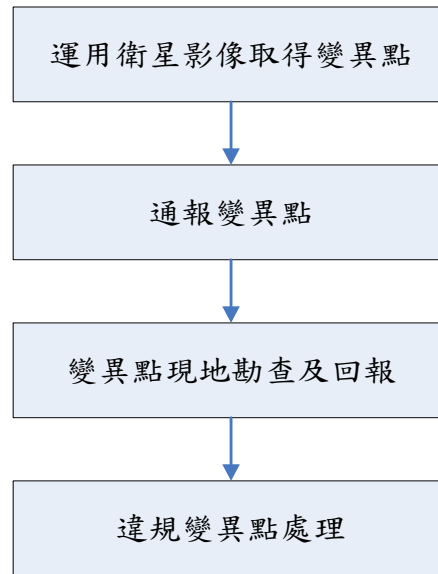 運用衛星影像取得變異點
通報變異點
變異點現地勘查及回報
違規變異點處理